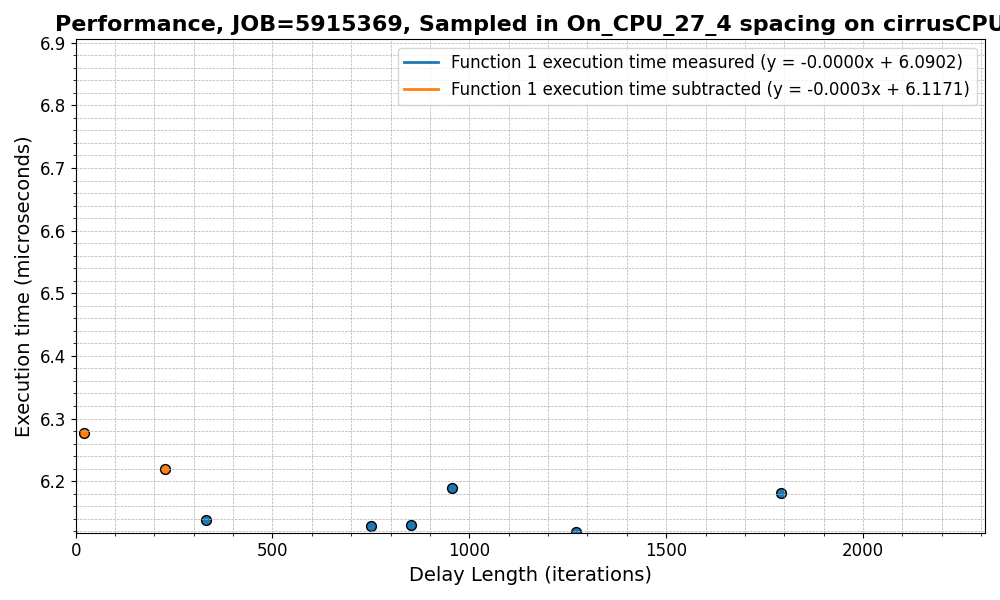 Performance, JOB=5915369, Sampled in On_CPU_27_4 spacing on cirrusCPU
Function 1 execution time measured (y = -0.0000x + 6.0902)
Function 1 execution time subtracted (y = -0.0003x + 6.1171)
Execution time (microseconds)
6.9
6.8
6.7
6.6
6.5
6.4
6.3
6.2
0 500 1000 1500 2000
Delay Length (iterations)